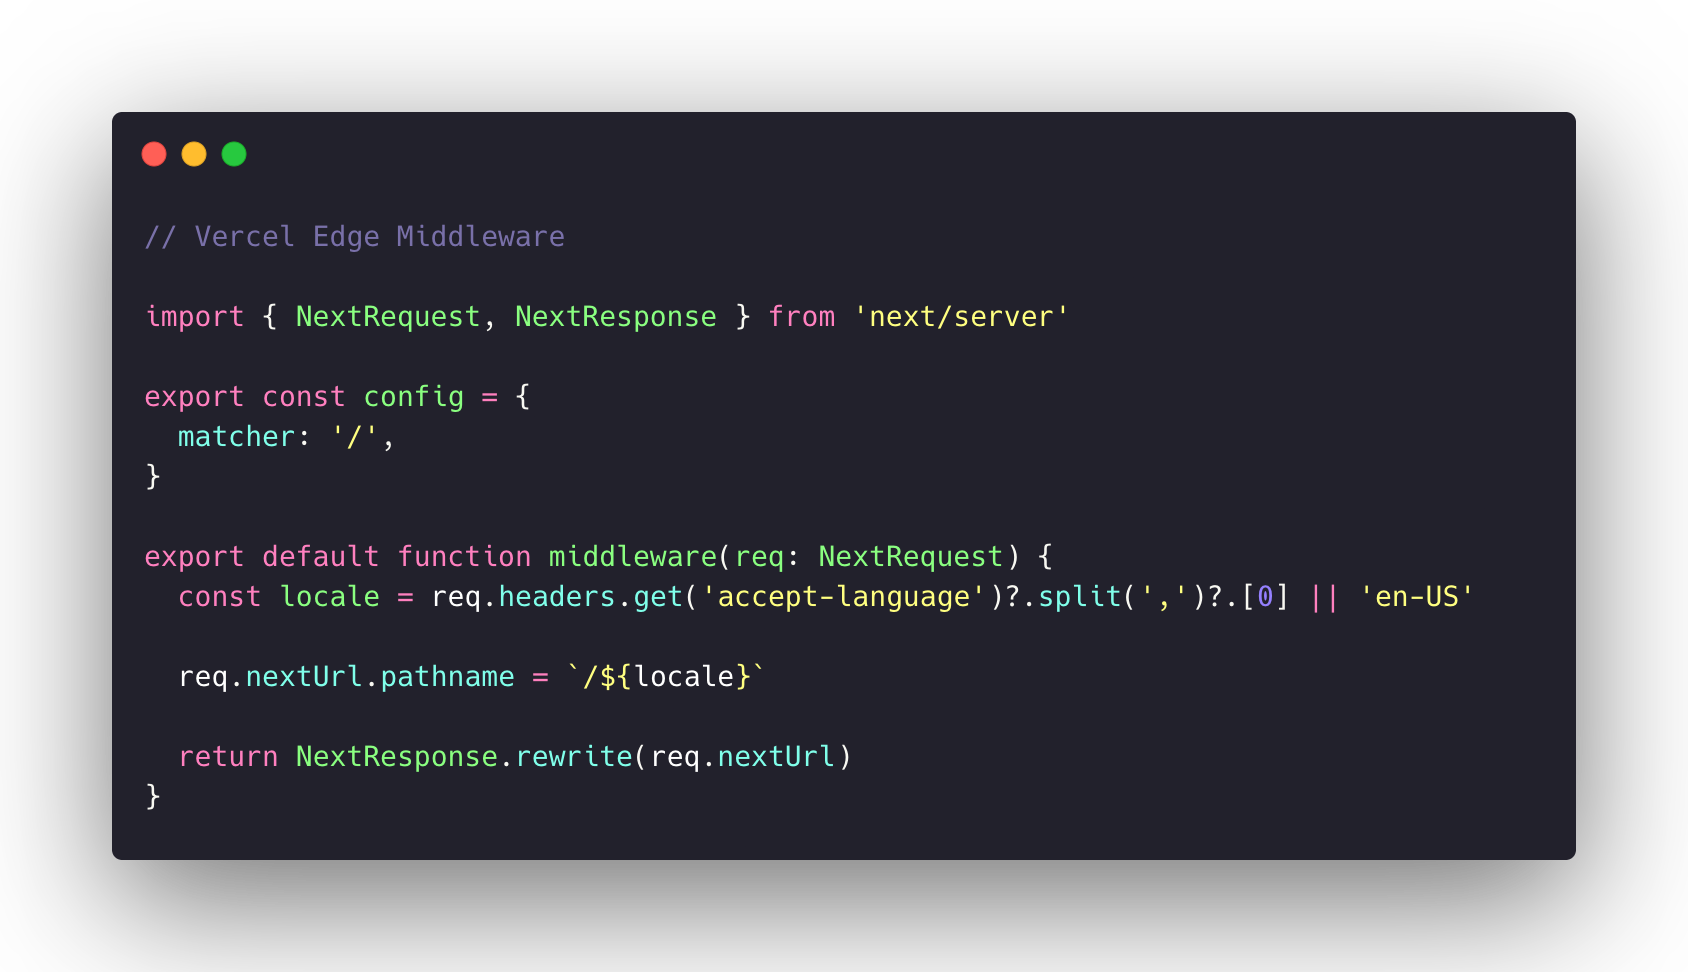 // Vercel Edge Middleware
import { NextRequest, NextResponse } from 'next/server'
export const config = {
  matcher: '/',
}
export default function middleware(req: NextRequest) {
  const locale = req.headers.get('accept-language')?.split(',')?.[0] || 'en-US'
  req.nextUrl.pathname = `/${locale}`
  return NextResponse.rewrite(req.nextUrl)
}